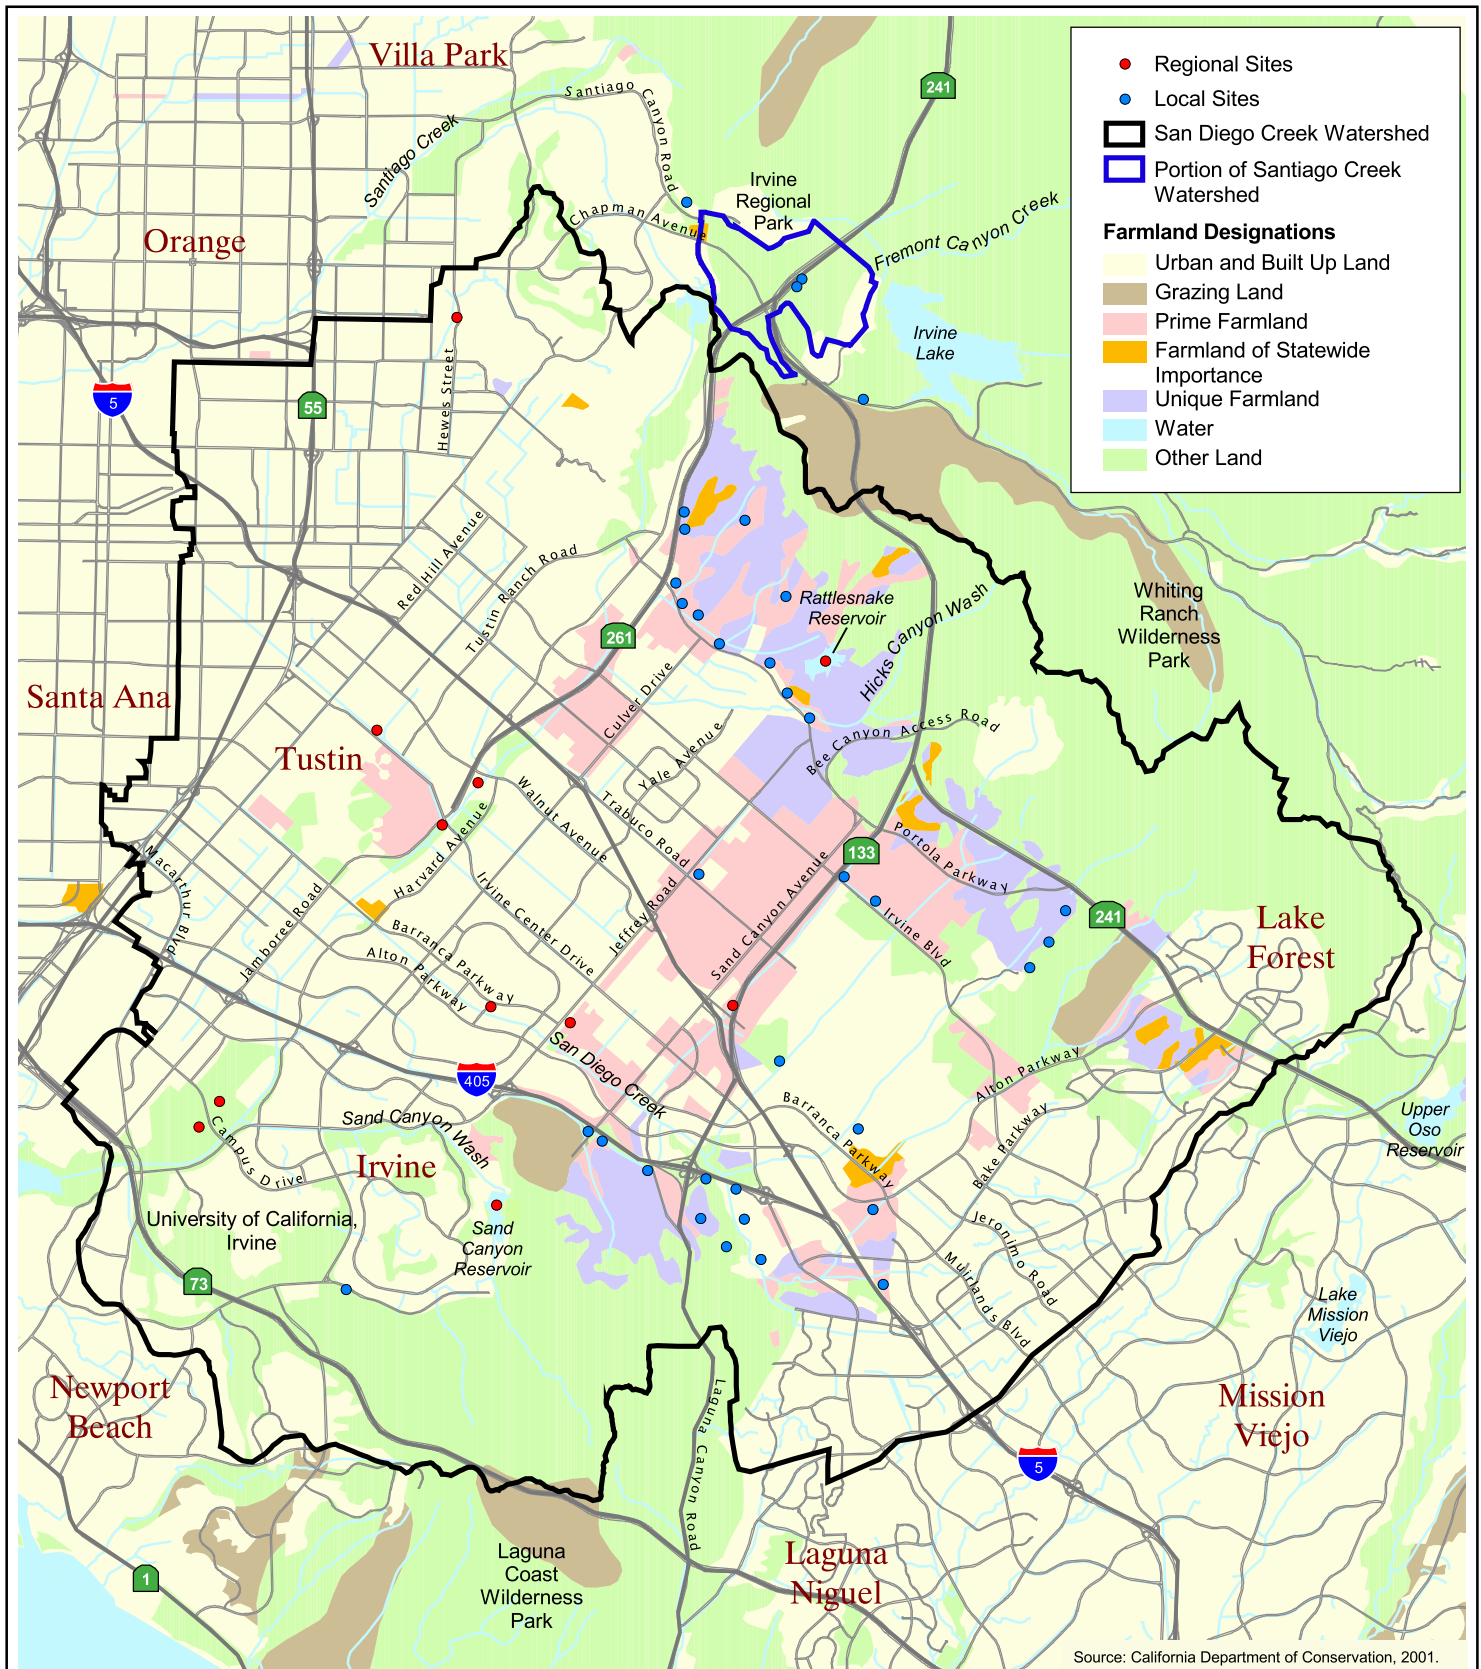 Villa Park
Santiago Canyon Road
Santiago Creek
241
Regional Sites
Local Sites
San Diego Creek Watershed
Portion of Santiago Creek
Watershed
Farmland Designations
Urban and Built Up Land
Grazing Land
Prime Farmland
Farmland of Statewide
Importance
Unique Farmland
Water
Other Land
Irvine
Regional
Park
Chapman Avenue
Fremont Canyon Creek
Orange
Irvine
Lake
Hewes Street
5
55
Red Hill Avenue
Tustin Ranch Road
Rattlesnake
Reservoir
Hicks Canyon Wash
Whiting
Ranch
Wilderness
Park
261
Culver Drive
Santa Ana
Tustin
Yale Avenue
Bee Canyon Access Road
Walnut Avenue
Trabuco Road
Harvard Avenue
Macarthur Blvd
133
Portola Parkway
Irvine Center Drive
Jeffrey Road
Sand Canyon Avenue
Irvine Blvd
241
Lake
Forest
Jamboree Road
Barranca Parkway
Alton Parkway
San Diego Creek
405
Alton Parkway
Barranca Parkway
Bake Parkway
Upper
Oso
Reservoir
Sand Canyon Wash
Campus Drive
Irvine
University of California,
Irvine
Sand
Canyon
Reservoir
Jeronimo Road
Muirlands Blvd
73
Lake
Mission
Viejo
Newport
Beach
Laguna Canyon Road
Mission
Viejo
5
Laguna
Coast
Wilderness
Park
Laguna
Niguel
1
Source: California Department of Conservation, 2001.